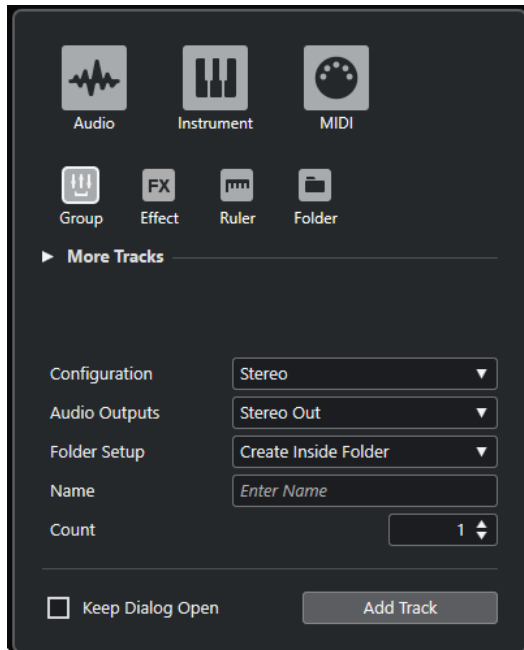 Audio Instrument MIDI
FX
Group Effect Ruler Folder
More Tracks
Configuration Stereo
Audio Outputs Stereo Out
Folder Setup Create Inside Folder
Name Enter Name
Count 1
Keep Dialog Open Add Track